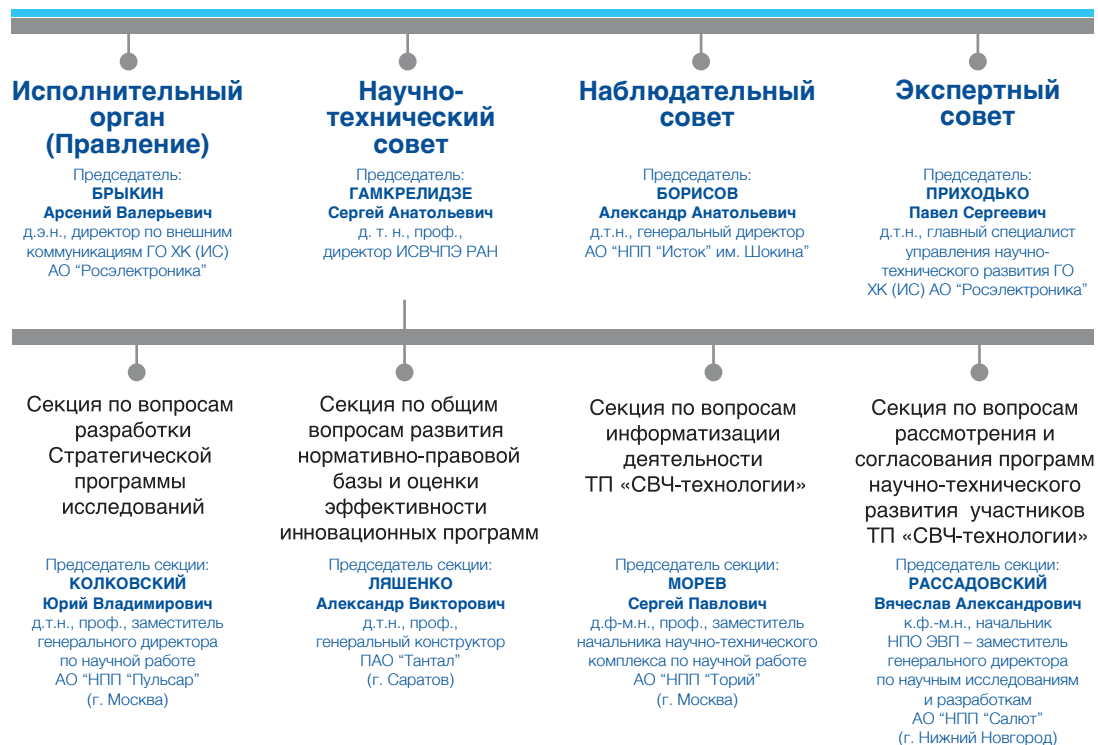 Исполнительный
орган
(Правление)
Председатель:
БРЫКИН
Арсений Валерьевич
д.э.н., директор по внешним
коммуникациям ГО ХК (ИС)
АО “Росэлектроника”
Научно-
технический
совет
Председатель:
ГАМКРЕЛИДЗЕ
Сергей Анатольевич
д. т. н., проф.,
директор ИСВЧПЭ РАН
Наблюдательный
совет
Председатель:
БОРИСОВ
Александр Анатольевич
д.т.н., генеральный директор
АО “НПП “Исток” им. Шокина”
Экспертный
совет
Председатель:
ПРИХОДЬКО
Павел Сергеевич
д.т.н., главный специалист
управления научно-
технического развития ГО
ХК (ИС) АО “Росэлектроника”
Секция по вопросам
разработки
Стратегической
программы
исследований
Председатель секции:
КОЛКОВСКИЙ
Юрий Владимирович
д.т.н., проф., заместитель
генерального директора
по научной работе
АО “НПП “Пульсар”
(г. Москва)
Секция по общим
вопросам развития
нормативно-правовой
базы и оценки
эффективности
инновационных программ
Председатель секции:
ЛЯШЕНКО
Александр Викторович
д.т.н., проф.,
генеральный конструктор
ПАО “Тантал”
(г. Саратов)
Секция по вопросам
информатизации
деятельности
ТП «СВЧ-технологии»
Председатель секции:
МОРЕВ
Сергей Павлович
д.ф-м.н., проф., заместитель
начальника научно-технического
комплекса по научной работе
АО “НПП “Торий”
(г. Москва)
Секция по вопросам
рассмотрения и
согласования программ
научно-технического
развития участников
ТП «СВЧ-технологии»
Председатель секции:
РАССАДОВСКИЙ
Вячеслав Александрович
к.ф.-м.н., начальник
НПО ЭВП – заместитель
генерального директора
по научным исследованиям
и разработкам
АО “НПП “Салют”
(г. Нижний Новгород)